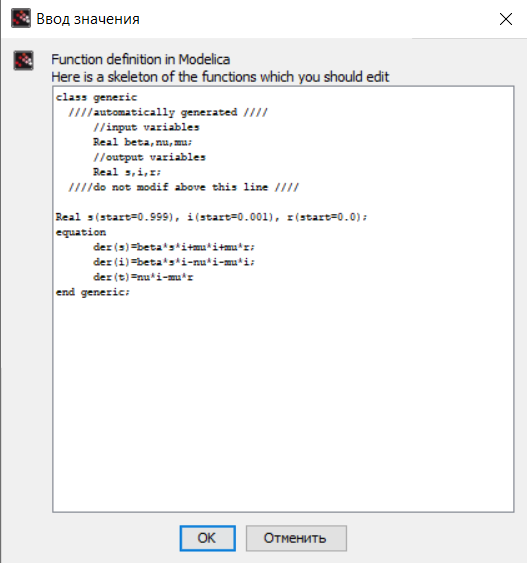 Ввод значения
Function definition in Modelica
Here is a skeleton of the functions which you should edit
class generic
////automatically generated ////
//input variables
Real beta,nu,mu;
//output variables
Real s,i,r;
////do not modif above this line ////
Real s(start=0.999), i(start=0.001), r(start=0.0);
equation
der(s)=beta*s*i+mu*i+mu*r;
der(i)=beta*s*i-nu*i-mu*i;
der(t)=nu*i-mu*r
end generic;
OK
Отменить